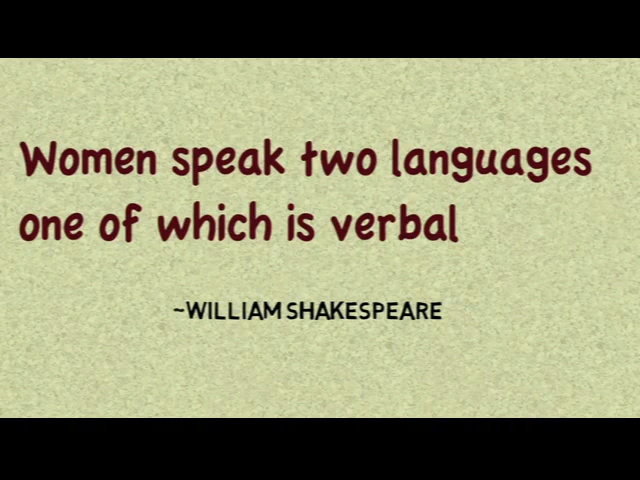 Women speak two languages
one of which is verbal
~WILLIAM SHAKESPEARE